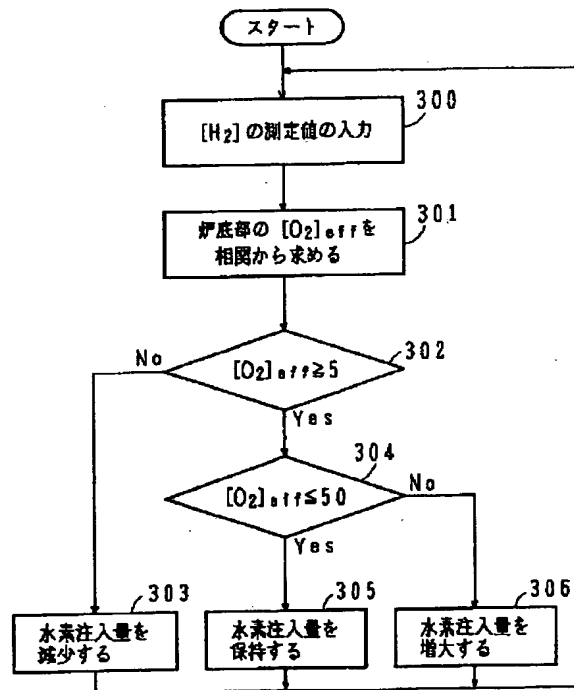 スタート
300
[H₂]の測定値の入力
301
炉底部の[O₂]effを
相関から求める
302
No
[O₂]eff≧5
Yes
304
No
[O₂]eff≦50
Yes
303
水素注入量を
減少する
305
水素注入量を
保持する
306
水素注入量を
増大する